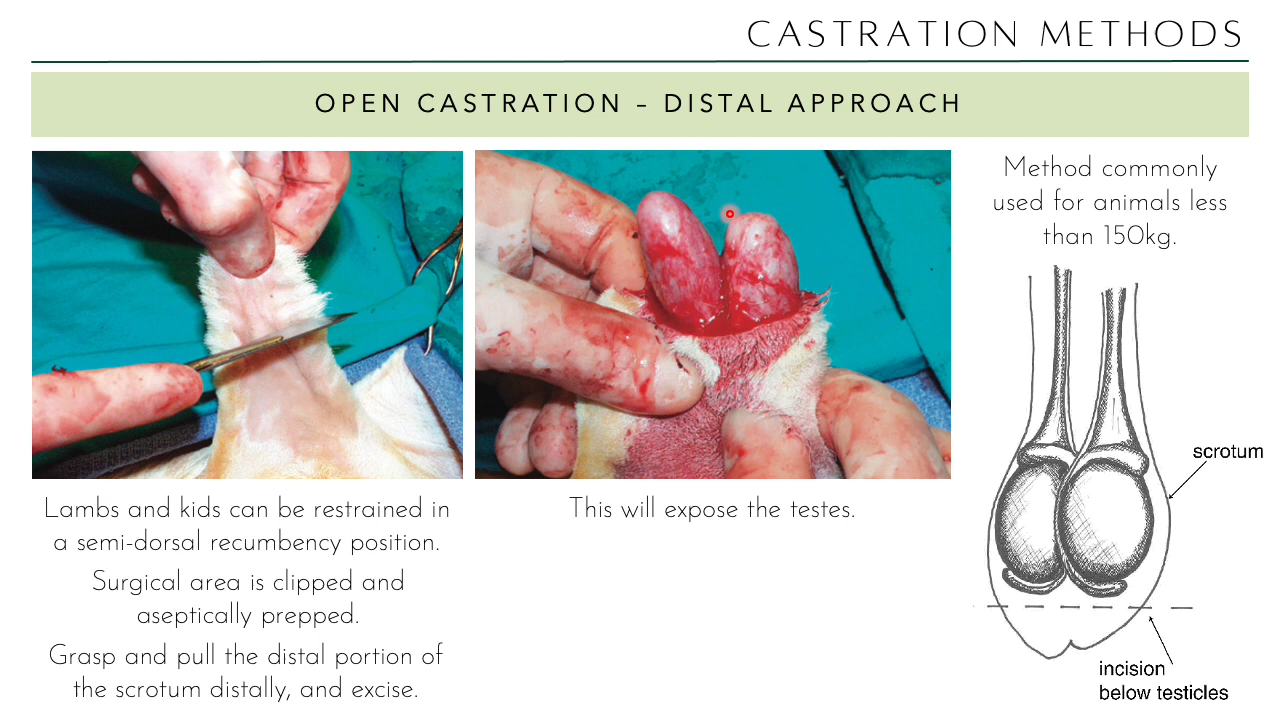 CASTRATION METHODS
OPEN CASTRATION – DISTAL APPROACH
Method commonly
used for animals less
than 150kg.
scrotum
Lambs and kids can be restrained in
a semi-dorsal recumbency position.
Surgical area is clipped and
aseptically prepped.
Grasp and pull the distal portion of
the scrotum distally, and excise.
This will expose the testes.
incision
below testicles